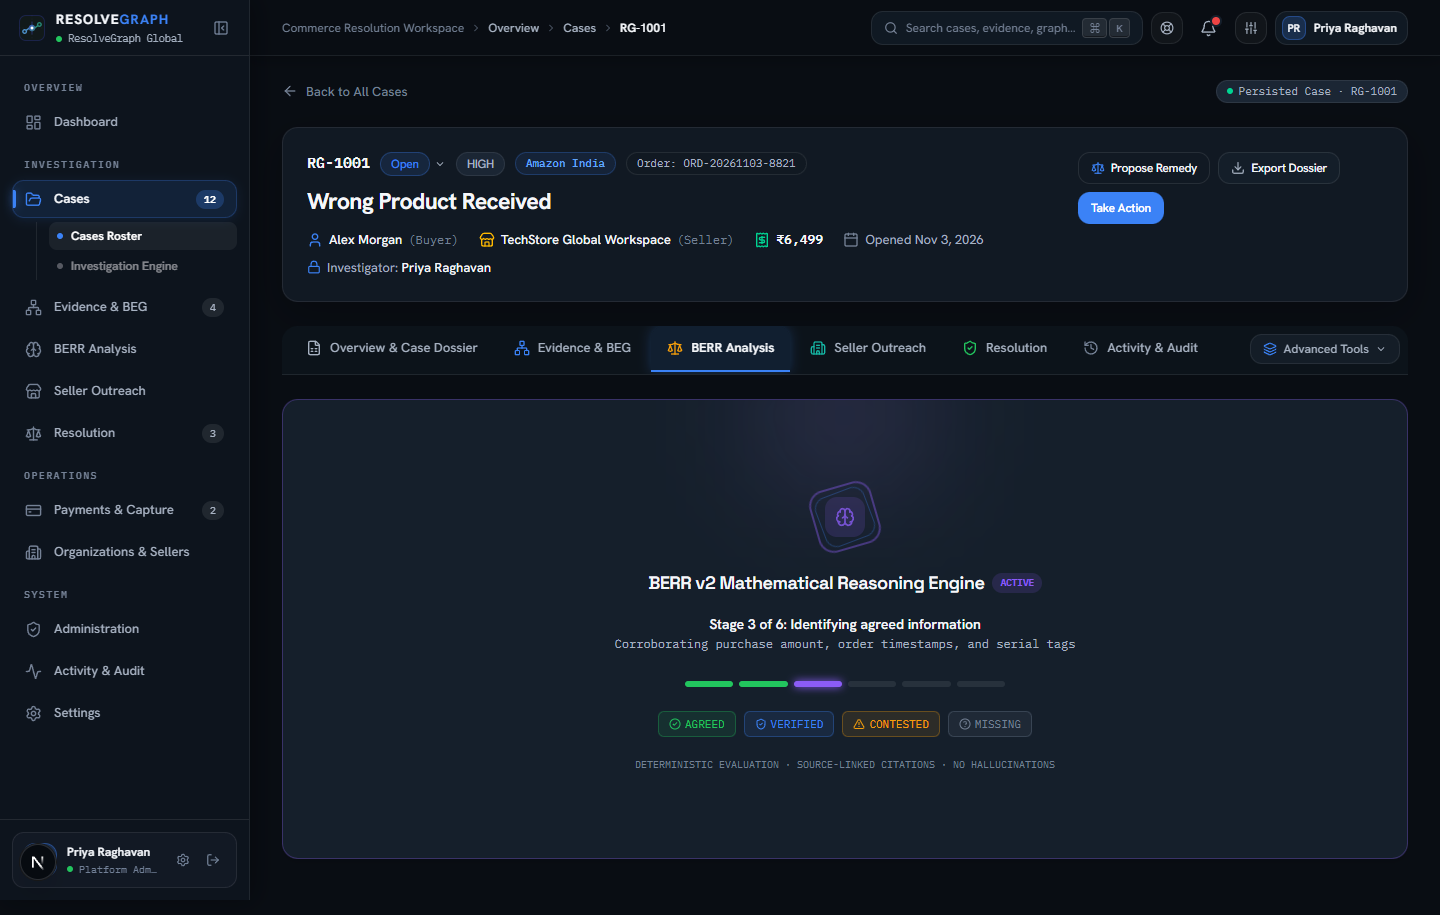 RESOLVEGRAPH
ResolveGraph Global
Commerce Resolution Workspace > Overview > Cases > RG-1001
Search cases, evidence, graph... ⌘ K
PR Priya Raghavan
OVERVIEW
Dashboard
INVESTIGATION
Cases 12
Cases Roster
Investigation Engine
Evidence & BEG 4
BERR Analysis
Seller Outreach
Resolution 3
OPERATIONS
Payments & Capture 2
Organizations & Sellers
SYSTEM
Administration
Activity & Audit
Settings
N Priya Raghavan
Platform Adm…
Back to All Cases
Persisted Case · RG-1001
RG-1001 Open HIGH Amazon India Order: ORD-20261103-8821
Propose Remedy Export Dossier
Wrong Product Received
Take Action
Alex Morgan (Buyer) TechStore Global Workspace (Seller) ₹6,499 Opened Nov 3, 2026
Investigator: Priya Raghavan
Overview & Case Dossier Evidence & BEG BERR Analysis Seller Outreach Resolution Activity & Audit Advanced Tools
BERR v2 Mathematical Reasoning Engine ACTIVE
Stage 3 of 6: Identifying agreed information
Corroborating purchase amount, order timestamps, and serial tags
AGREED VERIFIED CONTESTED MISSING
DETERMINISTIC EVALUATION · SOURCE-LINKED CITATIONS · NO HALLUCINATIONS